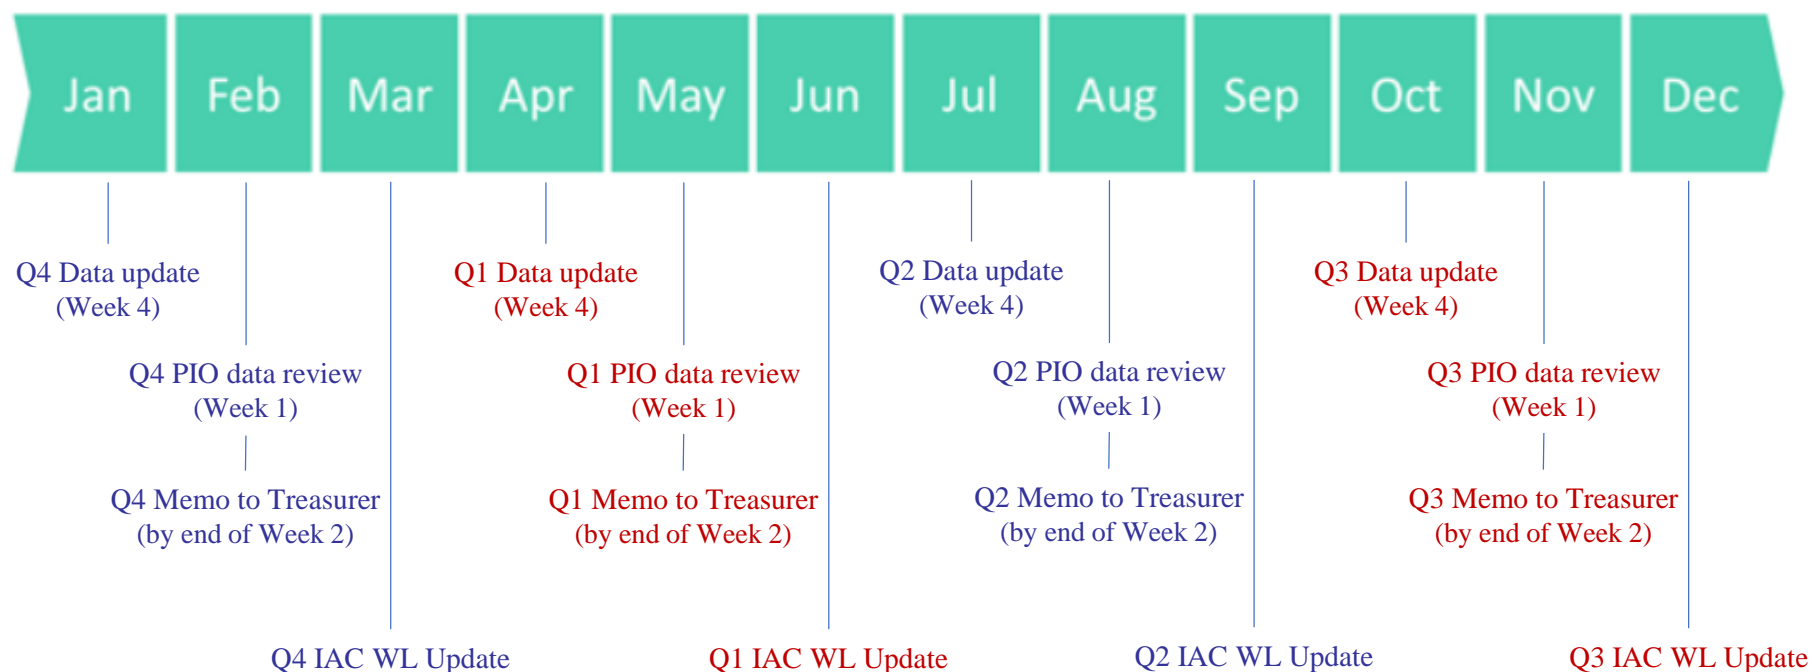 Jan
Feb
Mar
Apr
May
Jun
Jul
Aug
Sep
Oct
Nov
Dec
Q4 Data update
(Week 4)
Q1 Data update
(Week 4)
Q2 Data update
(Week 4)
Q3 Data update
(Week 4)
Q4 PIO data review
(Week 1)
Q1 PIO data review
(Week 1)
Q2 PIO data review
(Week 1)
Q3 PIO data review
(Week 1)
Q4 Memo to Treasurer
(by end of Week 2)
Q1 Memo to Treasurer
(by end of Week 2)
Q2 Memo to Treasurer
(by end of Week 2)
Q3 Memo to Treasurer
(by end of Week 2)
Q4 IAC WL Update
Q1 IAC WL Update
Q2 IAC WL Update
Q3 IAC WL Update